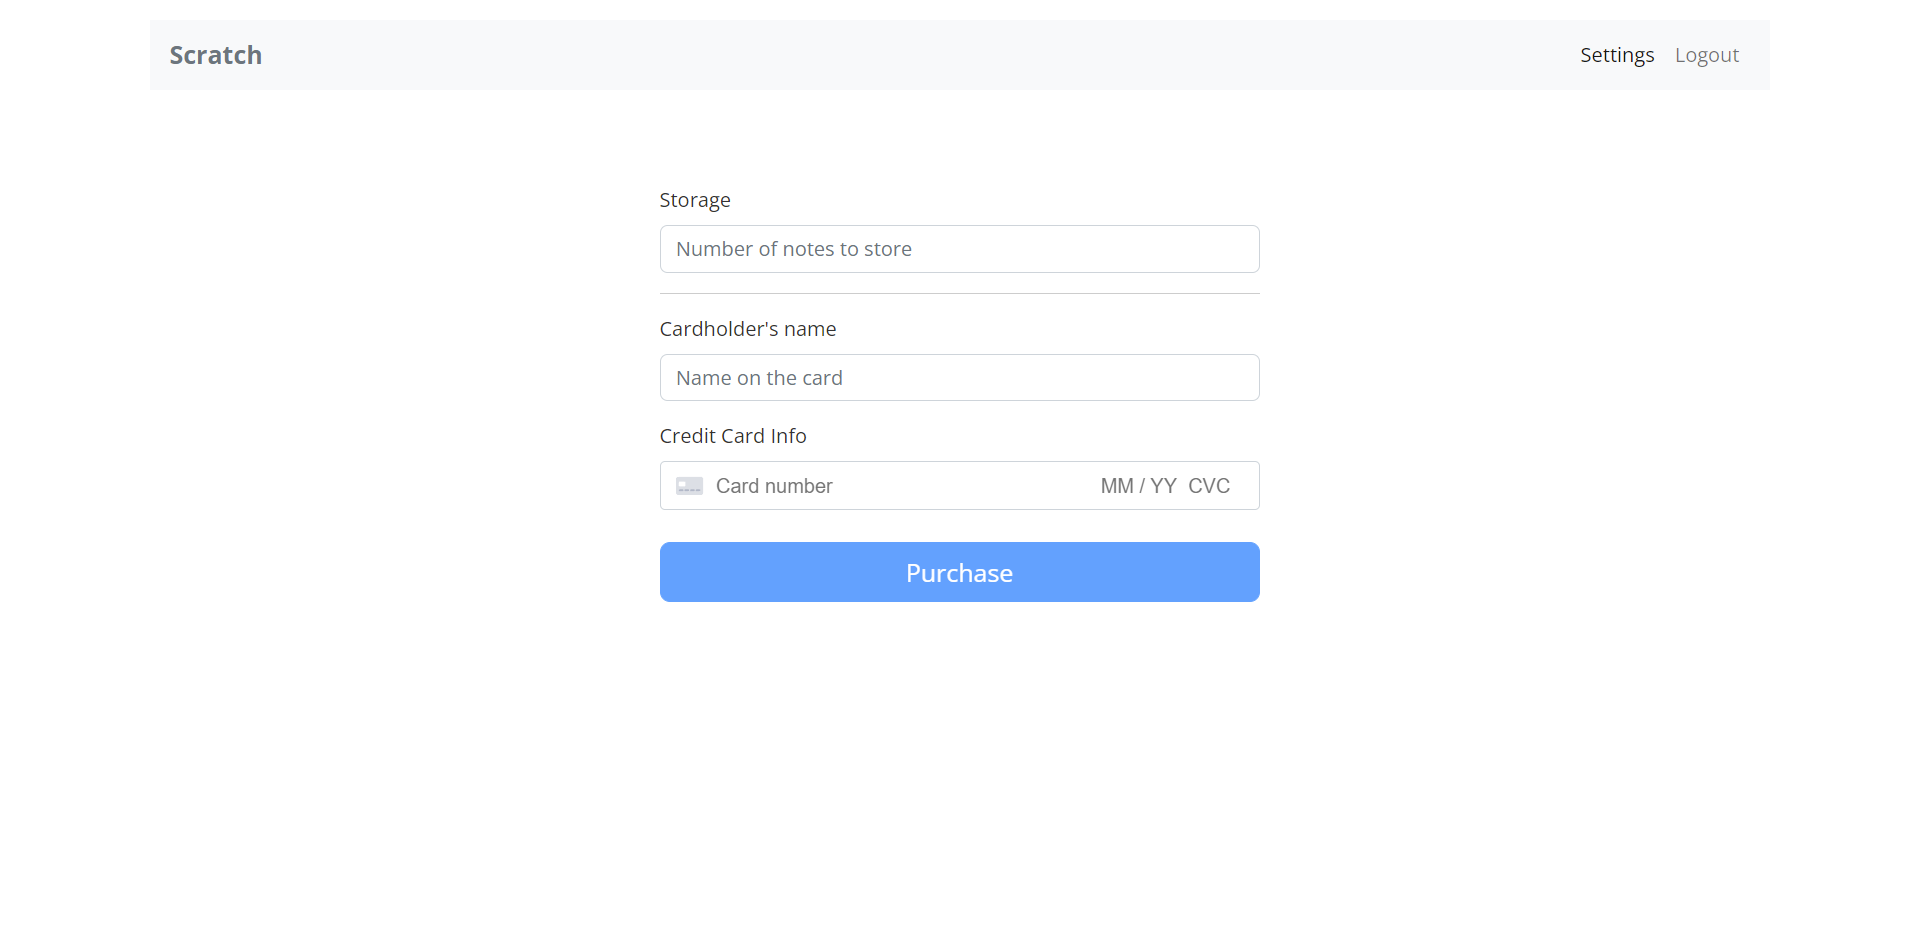 Scratch Settings Logout
Storage
Number of notes to store
Cardholder's name
Name on the card
Credit Card Info
Card number MM / YY CVC
Purchase